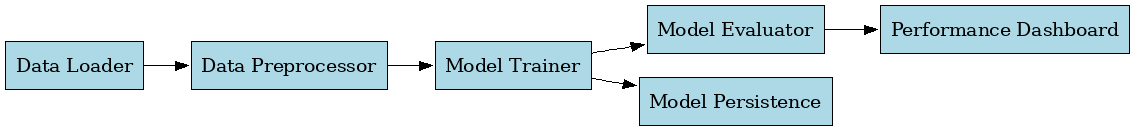 Data Loader
Data Preprocessor
Model Trainer
Model Evaluator
Performance Dashboard
Model Persistence